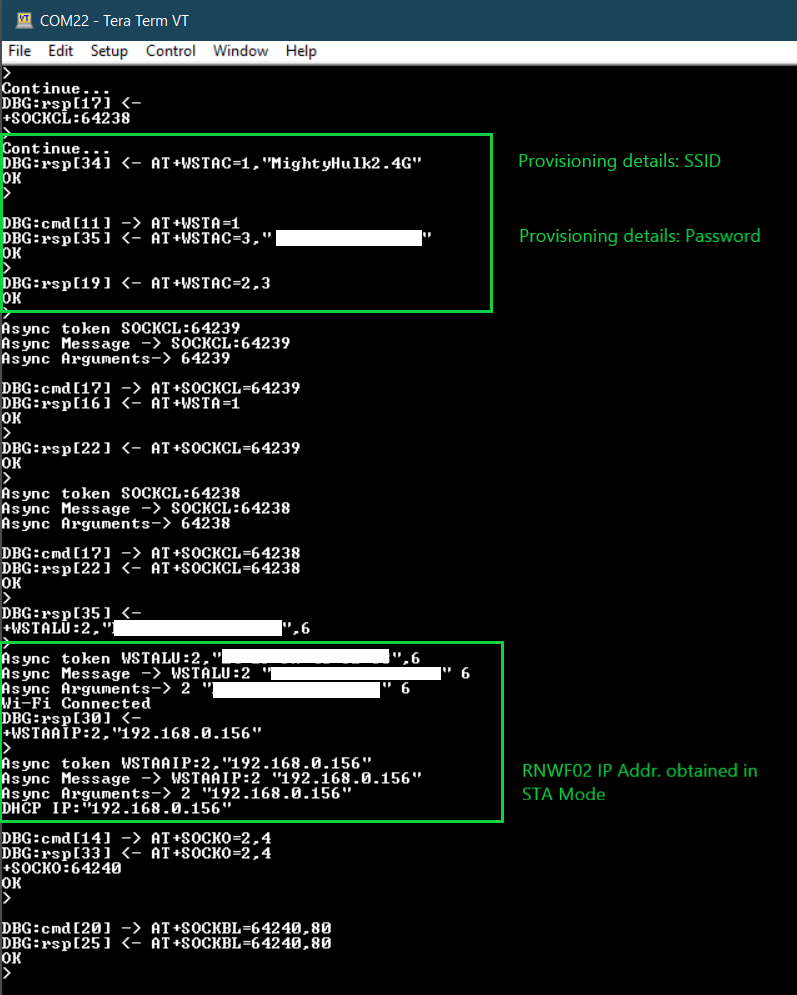 COM22 - Tera Term VT
File Edit Setup Control Window Help
>
Continue...
DBG:rsp[17] <-
+SOCKCL:64238
>
Continue...
DBG:rsp[34] <- AT+WSTAC=1,"MightyHulk2.4G"
OK
>
Provisioning details: SSID
DBG:cmd[11] -> AT+WSTA=1
DBG:rsp[35] <- AT+WSTAC=3," "
Provisioning details: Password
OK
>
DBG:rsp[19] <- AT+WSTAC=2,3
OK
>
Async token SOCKCL:64239
Async Message -> SOCKCL:64239
Async Arguments-> 64239
DBG:cmd[17] -> AT+SOCKCL=64239
DBG:rsp[16] <- AT+WSTA=1
OK
>
DBG:rsp[22] <- AT+SOCKCL=64239
OK
>
Async token SOCKCL:64238
Async Message -> SOCKCL:64238
Async Arguments-> 64238
DBG:cmd[17] -> AT+SOCKCL=64238
DBG:rsp[22] <- AT+SOCKCL=64238
OK
>
DBG:rsp[35] <-
+WSTALU:2," ",6
>
Async token WSTALU:2," ",6
Async Message -> WSTALU:2 " " 6
Async Arguments-> 2 " " 6
Wi-Fi Connected
DBG:rsp[30] <-
+WSTAAIP:2,"192.168.0.156"
>
Async token WSTAAIP:2,"192.168.0.156"
Async Message -> WSTAAIP:2 "192.168.0.156"
Async Arguments-> 2 "192.168.0.156"
DHCP IP:"192.168.0.156"
RNWF02 IP Addr. obtained in
STA Mode
DBG:cmd[14] -> AT+SOCKO=2,4
DBG:rsp[33] <- AT+SOCKO=2,4
+SOCKO:64240
OK
>
DBG:cmd[20] -> AT+SOCKBL=64240,80
DBG:rsp[25] <- AT+SOCKBL=64240,80
OK
>